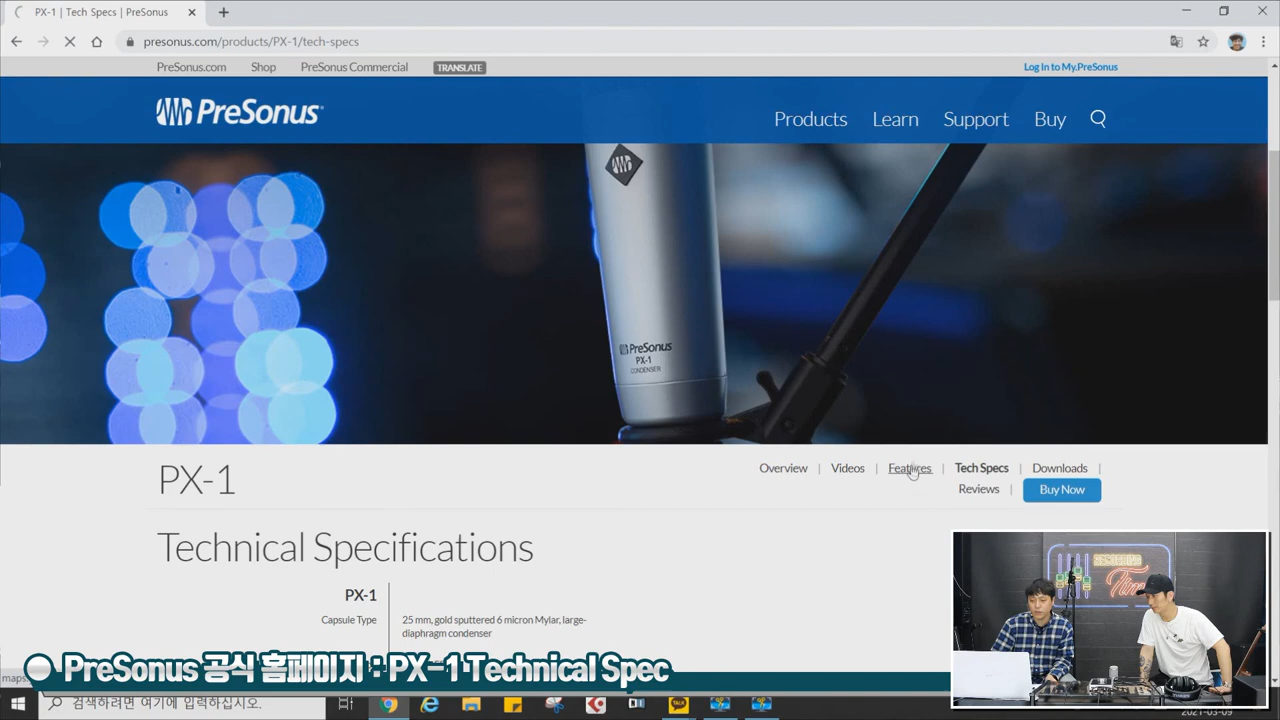 PX-1 | Tech Specs | PreSonus
presonus.com/products/PX-1/tech-specs
PreSonus.com Shop PreSonus Commercial TRANSLATE Log In to My.PreSonus
PreSonus
Products Learn Support Buy
PreSonus
PX-1
CONDENSER
PX-1
Overview | Videos | Features | Tech Specs | Downloads |
Reviews | Buy Now
Technical Specifications
PX-1
Capsule Type 25 mm, gold sputtered 6 micron Mylar, large-
diaphragm condenser
RECORDING
Time
PreSonus 공식 홈페이지 : PX-1 Technical Spec
maps
검색하려면 여기에 입력하십시오.
TALK
2021-03-09